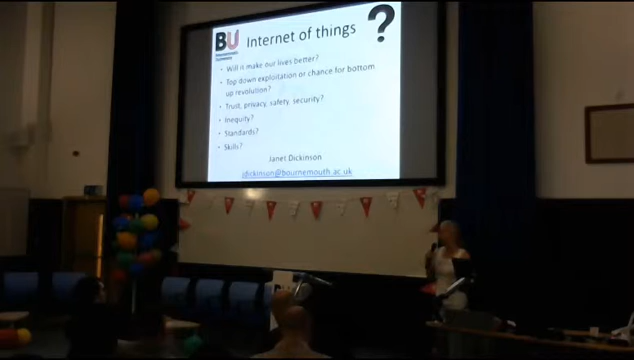 BU
Internet of things
?
• Will it make our lives better?
• Top down exploitation or chance for bottom
up revolution?
• Trust, privacy, safety, security?
• Inequity?
• Standards?
• Skills?
Janet Dickinson
jdickinson@bournemouth.ac.uk